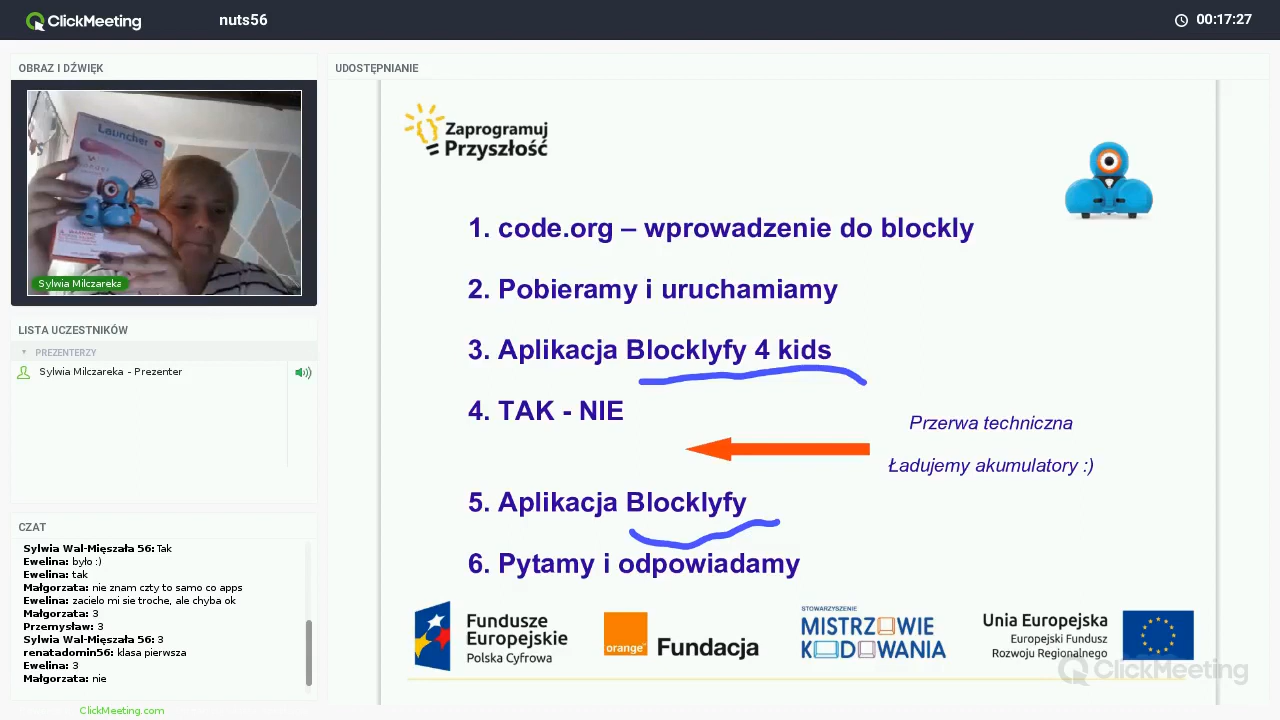 ClickMeeting
nuts56
00:17:27
OBRAZ I DŹWIĘK
UDOSTĘPNIANIE
Launcher
Sylwia Milczareka
LISTA UCZESTNIKÓW
PREZENTERZY
Sylwia Milczareka - Prezenter
CZAT
Sylwia Wal-Mięszała 56: Tak
Ewelina: było :)
Ewelina: tak
Małgorzata: nie znam czty to samo co apps
Ewelina: zacielo mi sie troche, ale chyba ok
Małgorzata: 3
Przemysław: 3
Sylwia Wal-Mięszała 56: 3
renatadomin56: klasa pierwsza
Ewelina: 3
Małgorzata: nie
ClickMeeting.com
Zaprogramuj
Przyszłość
1. code.org – wprowadzenie do blockly
2. Pobieramy i uruchamiamy
3. Aplikacja Blocklyfy 4 kids
4. TAK - NIE
Przerwa techniczna
Ładujemy akumulatory :)
5. Aplikacja Blocklyfy
6. Pytamy i odpowiadamy
Fundusze
Europejskie
Polska Cyfrowa
orange™
Fundacja
STOWARZYSZENIE
MISTRZOWIE
KODOWANIA
Unia Europejska
Europejski Fundusz
Rozwoju Regionalnego
ClickMeeting